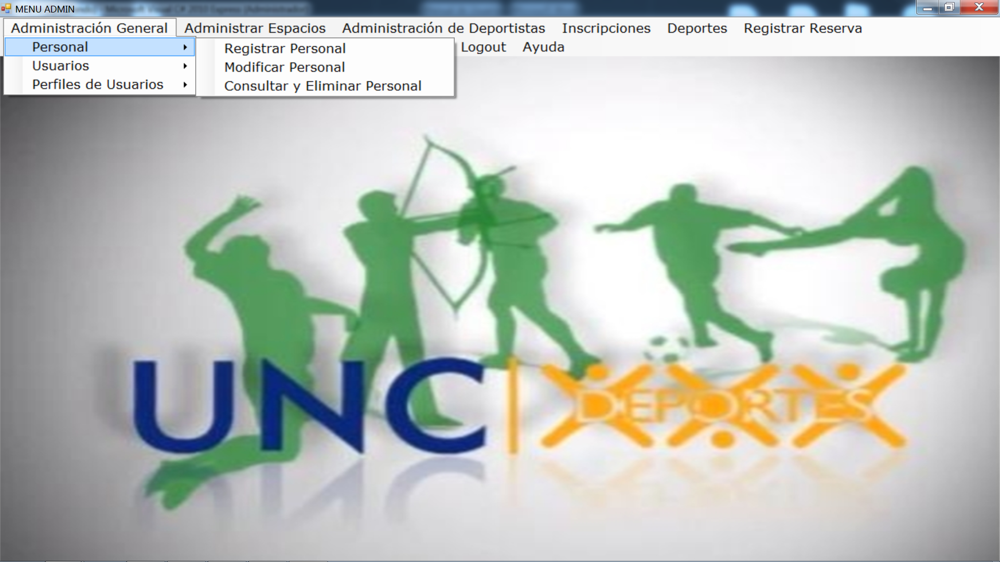 MENU ADMIN
Administración General Administrar Espacios Administración de Deportistas Inscripciones Deportes Registrar Reserva
Logout Ayuda
Personal
Usuarios
Perfiles de Usuarios
Registrar Personal
Modificar Personal
Consultar y Eliminar Personal
UNC DEPORTES